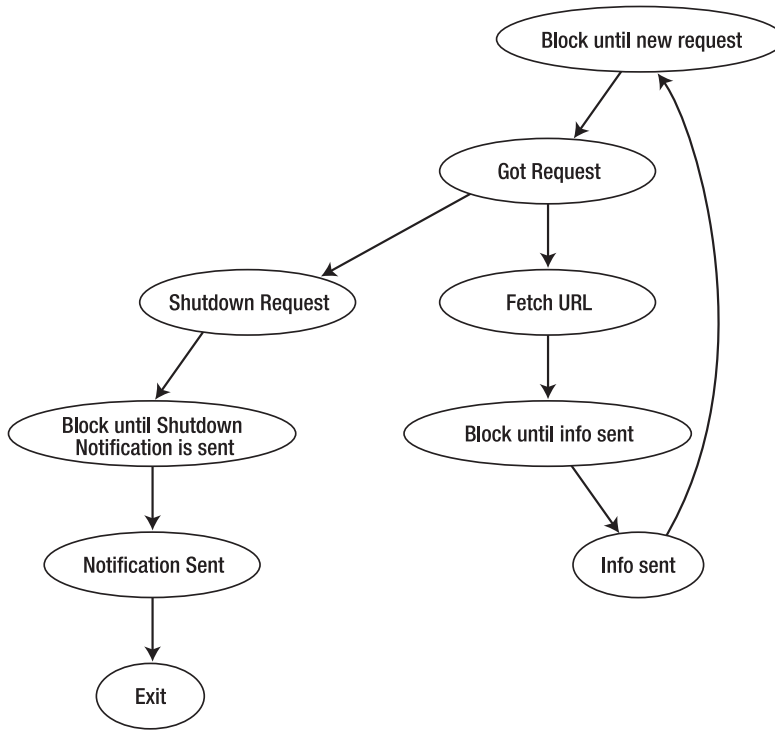 Block until new request
Got Request
Shutdown Request
Fetch URL
Block until Shutdown
Notification is sent
Block until info sent
Notification Sent
Info sent
Exit